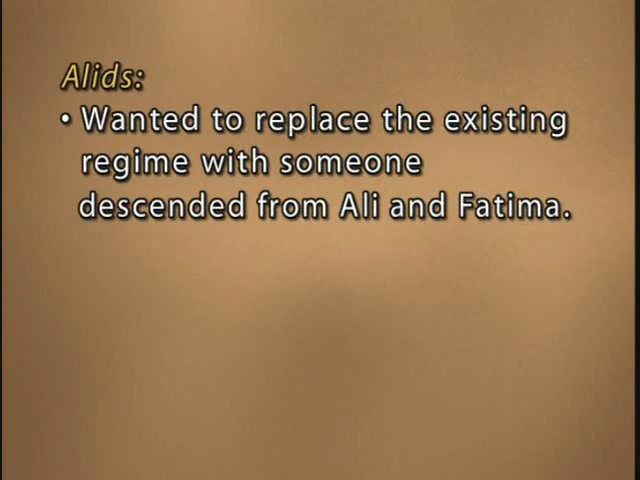 Alids:
• Wanted to replace the existing
regime with someone
descended from Ali and Fatima.